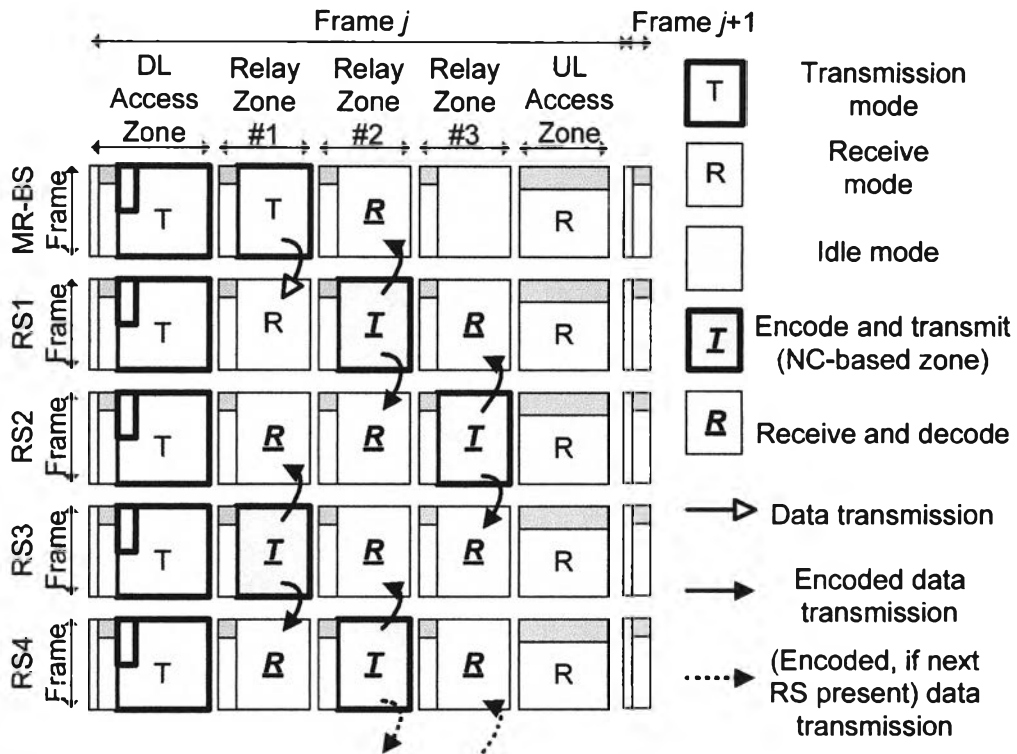 Frame j
Frame j+1
DL Access Zone
Relay Zone #1
Relay Zone #2
Relay Zone #3
UL Access Zone
MR-BS
Frame
T
T
R
R
RS1
Frame
T
R
I
R
R
RS2
Frame
T
R
R
I
R
RS3
Frame
T
I
R
R
R
RS4
Frame
T
R
I
R
R
T
Transmission mode
R
Receive mode
Idle mode
I
Encode and transmit (NC-based zone)
R
Receive and decode
Data transmission
Encoded data transmission
(Encoded, if next RS present) data transmission